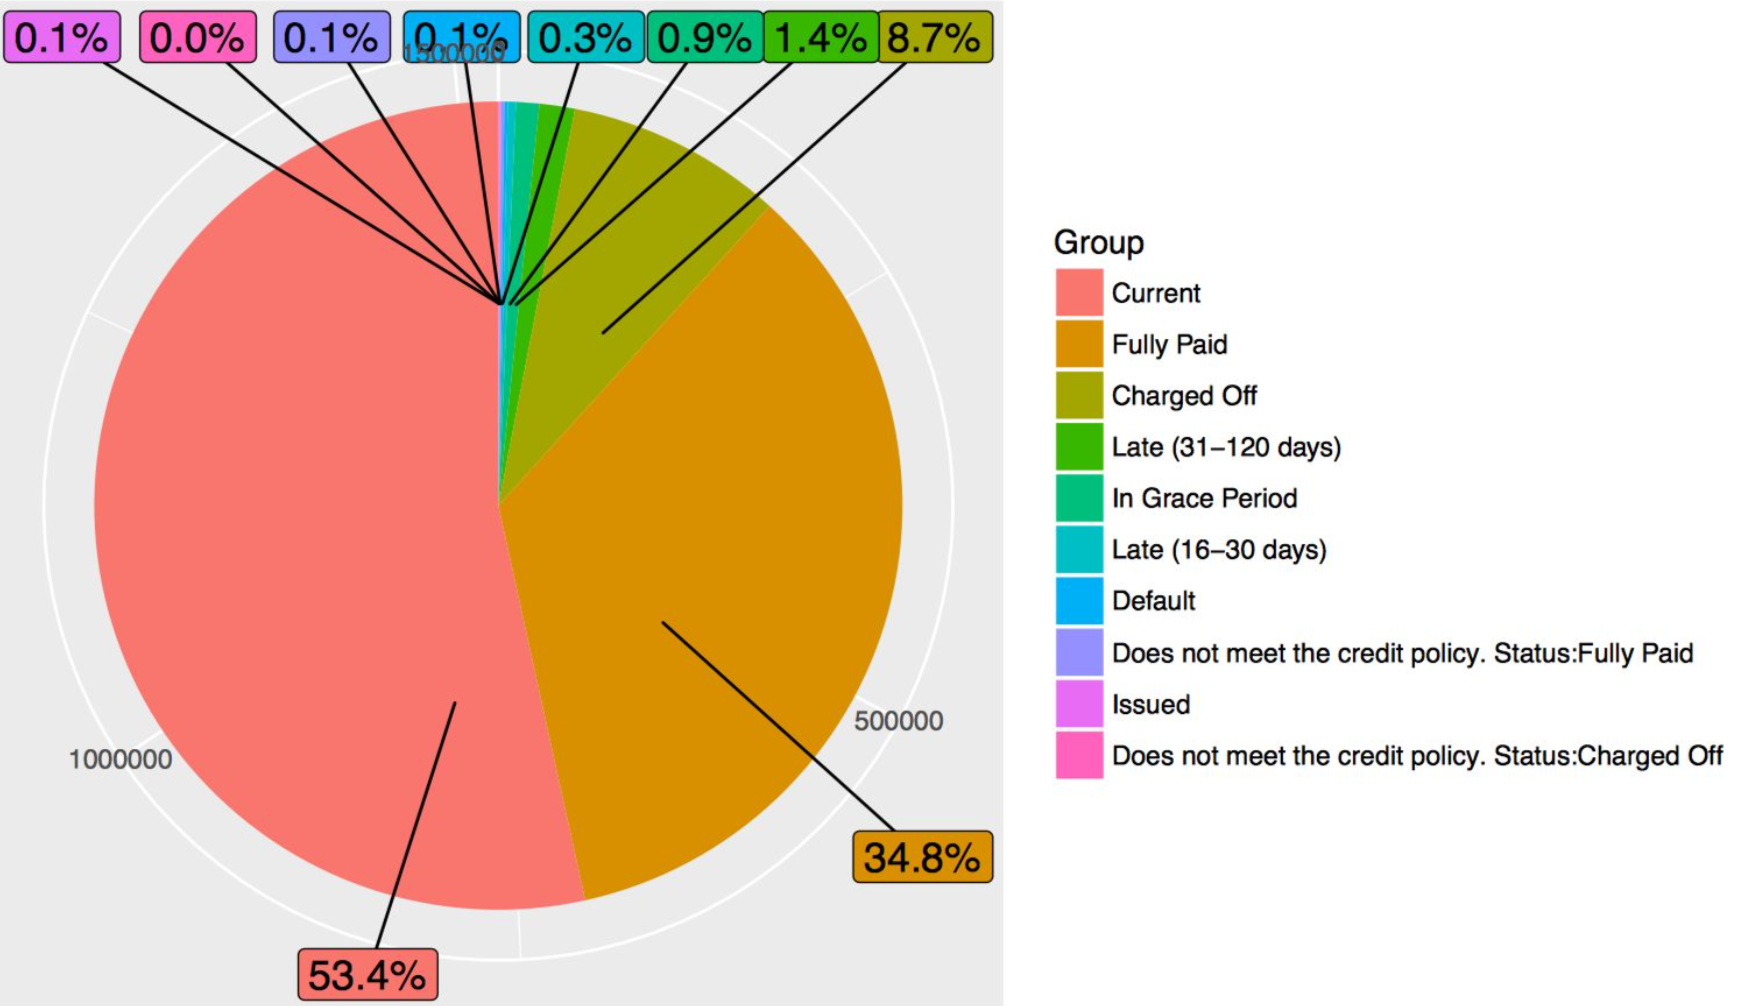 0.1% 0.0% 0.1% 0.1% 0.3% 0.9% 1.4% 8.7%
1500000
500000
1000000
34.8%
53.4%
Group
Current
Fully Paid
Charged Off
Late (31–120 days)
In Grace Period
Late (16–30 days)
Default
Does not meet the credit policy. Status:Fully Paid
Issued
Does not meet the credit policy. Status:Charged Off